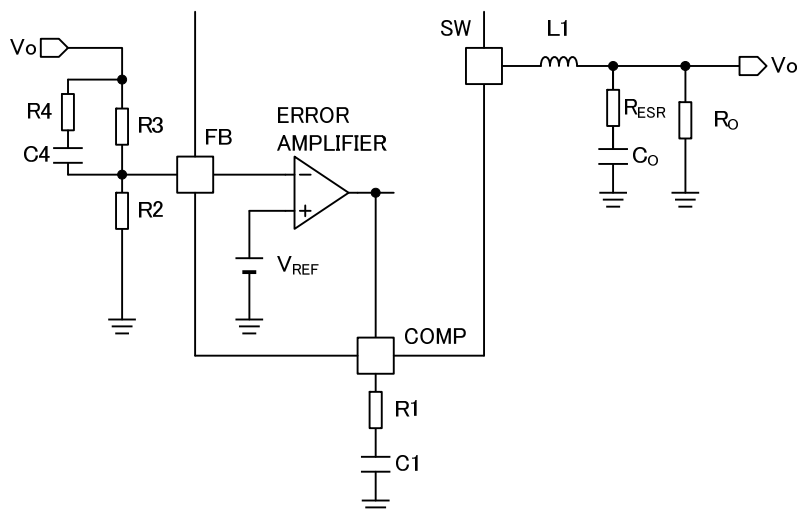 SW
L1
Vo
Vo
R4
R3
C4
FB
ERROR
AMPLIFIER
RESR
RO
CO
R2
VREF
COMP
R1
C1